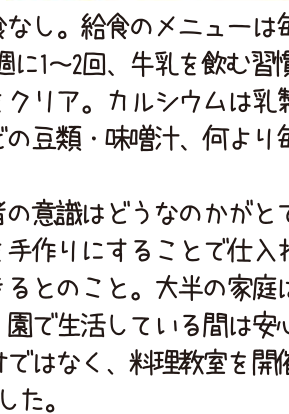 食なし。給食のメニューは毎
週に1〜2回、牛乳を飲む習慣
とクリア。カルシウムは乳製
どの豆類・味噌汁、何より毎
者の意識はどうなのかがとて
と手作りにすることで仕入れ
きるとのこと。大半の家庭は
園で生活している間は安心
けではなく、料理教室を開催
した。